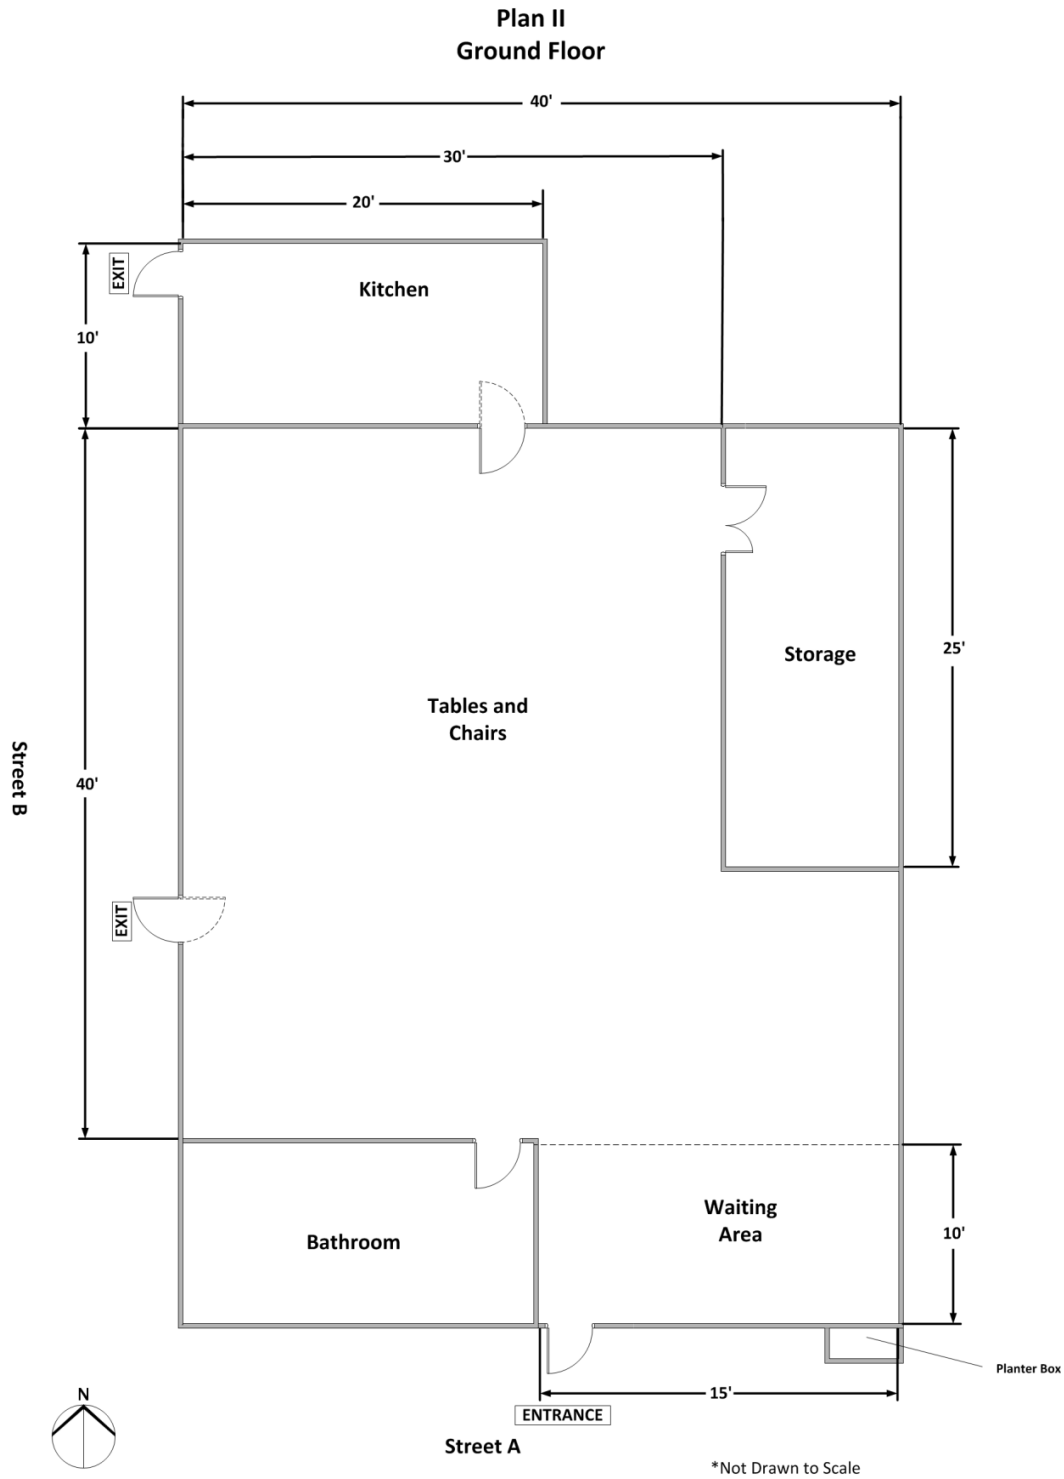 Plan II
Ground Floor
40'
30'
20'
EXIT
Kitchen
10'
Storage
25'
Tables and
Chairs
Street B
40'
EXIT
Waiting
Area
10'
Bathroom
Planter Box
N
15'
ENTRANCE
Street A
*Not Drawn to Scale